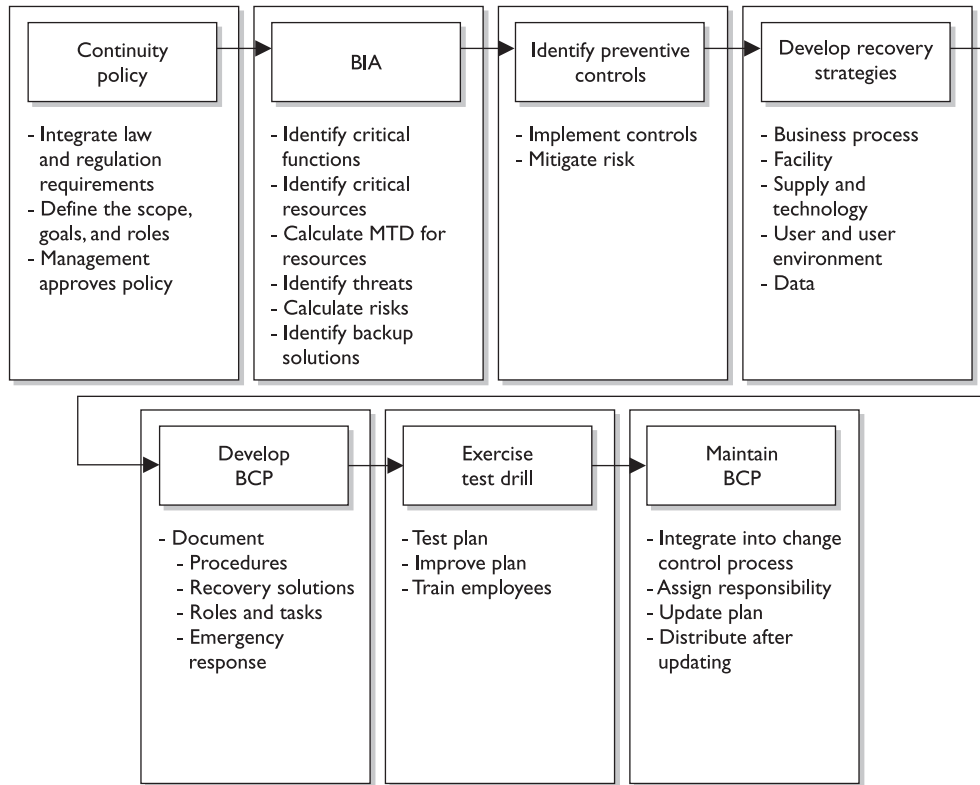 Continuity
policy
- Integrate law
and regulation
requirements
- Define the scope,
goals, and roles
- Management
approves policy
BIA
- Identify critical
functions
- Identify critical
resources
- Calculate MTD for
resources
- Identify threats
- Calculate risks
- Identify backup
solutions
Identify preventive
controls
- Implement controls
- Mitigate risk
Develop recovery
strategies
- Business process
- Facility
- Supply and
technology
- User and user
environment
- Data
Develop
BCP
- Document
- Procedures
- Recovery solutions
- Roles and tasks
- Emergency
response
Exercise
test drill
- Test plan
- Improve plan
- Train employees
Maintain
BCP
- Integrate into change
control process
- Assign responsibility
- Update plan
- Distribute after
updating